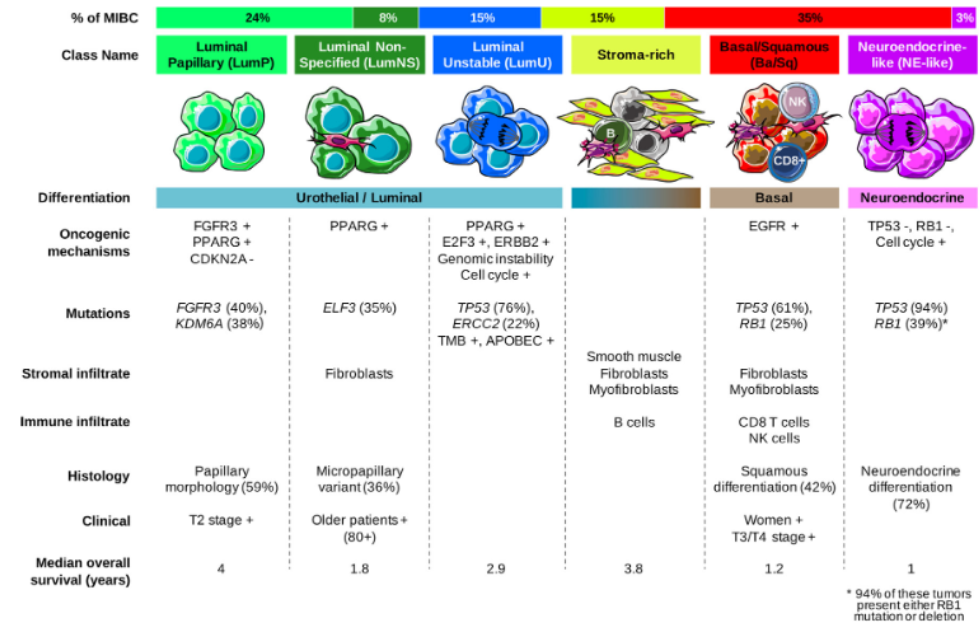 % of MIBC 24% 8% 15% 15% 35% 3%
Class Name
Luminal
Papillary (LumP)
Luminal Non-
Specified (LumNS)
Luminal
Unstable (LumU)
Stroma-rich
Basal/Squamous
(Ba/Sq)
Neuroendocrine-
like (NE-like)
B
NK
CD8+
Differentiation Urothelial / Luminal Basal Neuroendocrine
Oncogenic
mechanisms
FGFR3 +
PPARG +
CDKN2A -
PPARG +
PPARG +
E2F3 +, ERBB2 +
Genomic instability
Cell cycle +
EGFR +
TP53 -, RB1 -,
Cell cycle +
Mutations
FGFR3 (40%),
KDM6A (38%)
ELF3 (35%)
TP53 (76%),
ERCC2 (22%)
TMB +, APOBEC +
TP53 (61%),
RB1 (25%)
TP53 (94%)
RB1 (39%)*
Stromal infiltrate
Fibroblasts
Smooth muscle
Fibroblasts
Myofibroblasts
Fibroblasts
Myofibroblasts
Immune infiltrate
B cells
CD8 T cells
NK cells
Histology
Papillary
morphology (59%)
Micropapillary
variant (36%)
Squamous
differentiation (42%)
Neuroendocrine
differentiation
(72%)
Clinical
T2 stage +
Older patients +
(80+)
Women +
T3/T4 stage +
Median overall
survival (years)
4 1.8 2.9 3.8 1.2 1
* 94% of these tumors
present either RB1
mutation or deletion